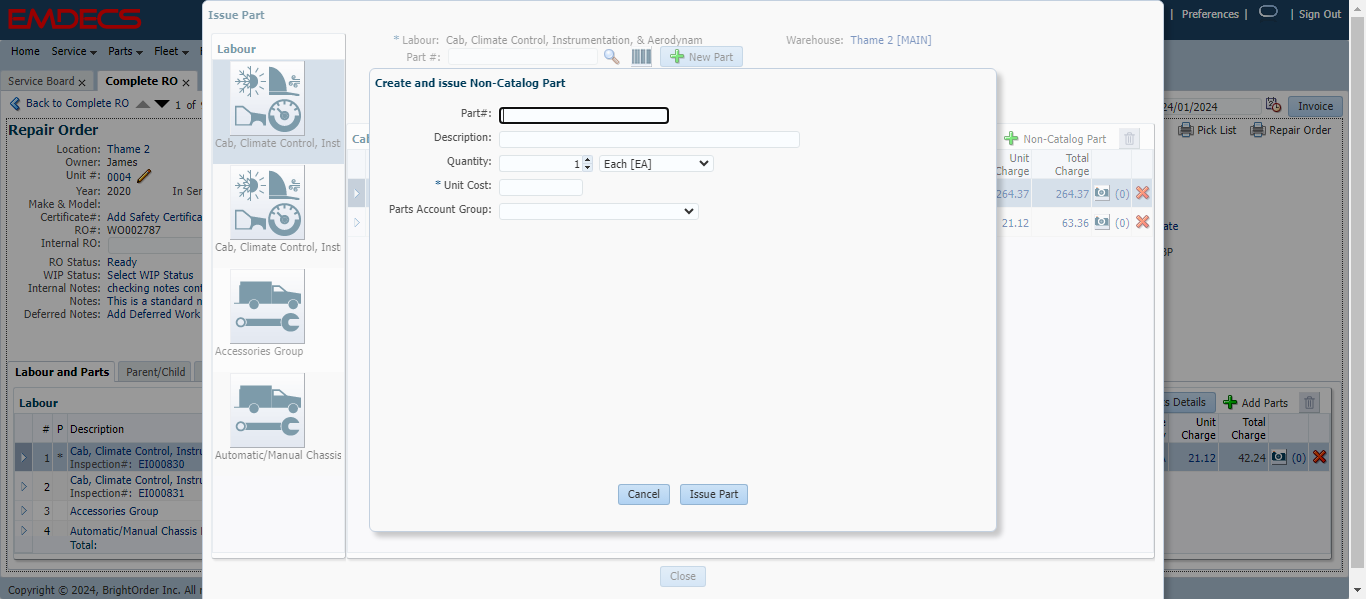 EMDECS
Issue Part
| Preferences | | Sign Out
Home Service Parts Fleet
Labour
* Labour: Cab, Climate Control, Instrumentation, & Aerodynam
Warehouse: Thame 2 [MAIN]
Part #: New Part
Service Board x Complete RO x
Create and issue Non-Catalog Part
Back to Complete RO 1 of
24/01/2024 Invoice
Part#:
Repair Order
Pick List Repair Order
Description:
Cab, Climate Control, Inst
Non-Catalog Part
Location: Thame 2
Owner: James
Quantity: 1 Each [EA]
Unit Charge Total Charge
Unit #: 0004
* Unit Cost:
Year: 2020 In Ser
264.37 264.37 (0)
Make & Model:
Parts Account Group:
Certificate#: Add Safety Certifica
21.12 63.36 (0)
RO#: WO002787
Internal RO:
Cab, Climate Control, Inst
RO Status: Ready
WIP Status: Select WIP Status
Internal Notes: checking notes cont
Notes: This is a standard n
Deferred Notes: Add Deferred Work
Accessories Group
Labour and Parts Parent/Child
Labour
s Details Add Parts
# P Description
Unit Charge Total Charge
1 * Cab, Climate Control, Instru
Inspection#: EI000830
21.12 42.24 (0)
Automatic/Manual Chassis
2 Cab, Climate Control, Instru
Inspection#: EI000831
3 Accessories Group
4 Automatic/Manual Chassis
Total:
Cancel Issue Part
Close
Copyright © 2024, BrightOrder Inc. All